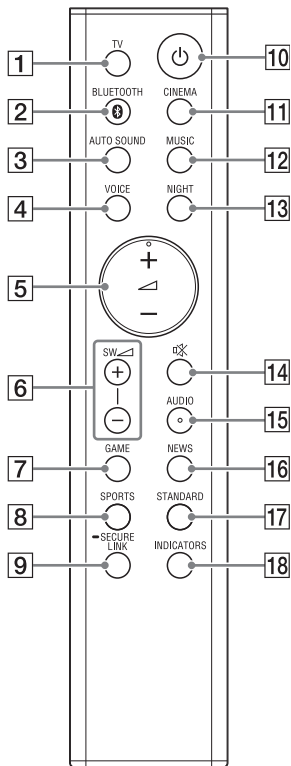 TV
1
10
BLUETOOTH
CINEMA
2
11
AUTO SOUND
MUSIC
3
12
VOICE
NIGHT
4
13
+
5
−
SW
+
14
6
AUDIO
−
15
GAME
NEWS
7
16
SPORTS
STANDARD
8
17
SECURE
LINK
INDICATORS
9
18